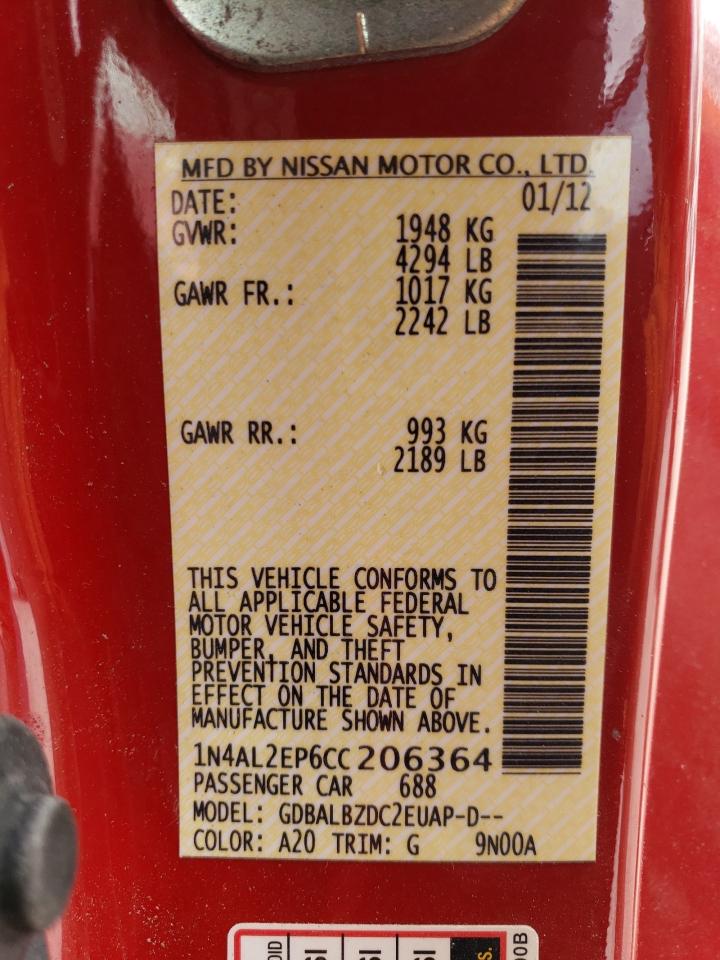 MFD BY NISSAN MOTOR CO., LTD.
DATE: 01/12
GVWR: 1948 KG
4294 LB
GAWR FR.: 1017 KG
2242 LB
GAWR RR.: 993 KG
2189 LB
THIS VEHICLE CONFORMS TO
ALL APPLICABLE FEDERAL
MOTOR VEHICLE SAFETY,
BUMPER, AND THEFT
PREVENTION STANDARDS IN
EFFECT ON THE DATE OF
MANUFACTURE SHOWN ABOVE.
1N4AL2EP6CC206364
PASSENGER CAR 688
MODEL: GDBALBZDC2EUAP-D--
COLOR: A20 TRIM: G 9N00A